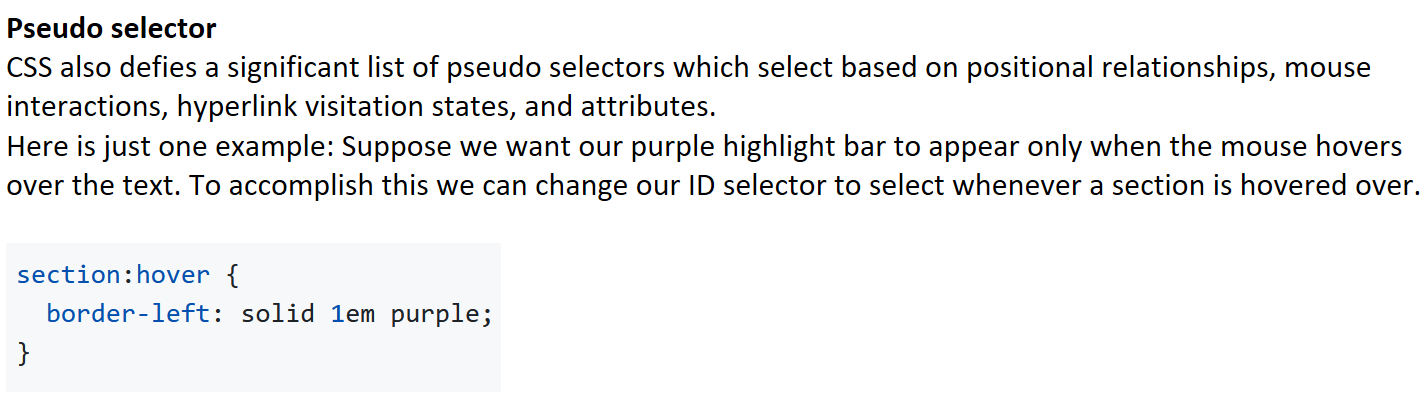 Pseudo selector
CSS also defies a significant list of pseudo selectors which select based on positional relationships, mouse
interactions, hyperlink visitation states, and attributes.
Here is just one example: Suppose we want our purple highlight bar to appear only when the mouse hovers
over the text. To accomplish this we can change our ID selector to select whenever a section is hovered over.
section:hover {
  border-left: solid 1em purple;
}